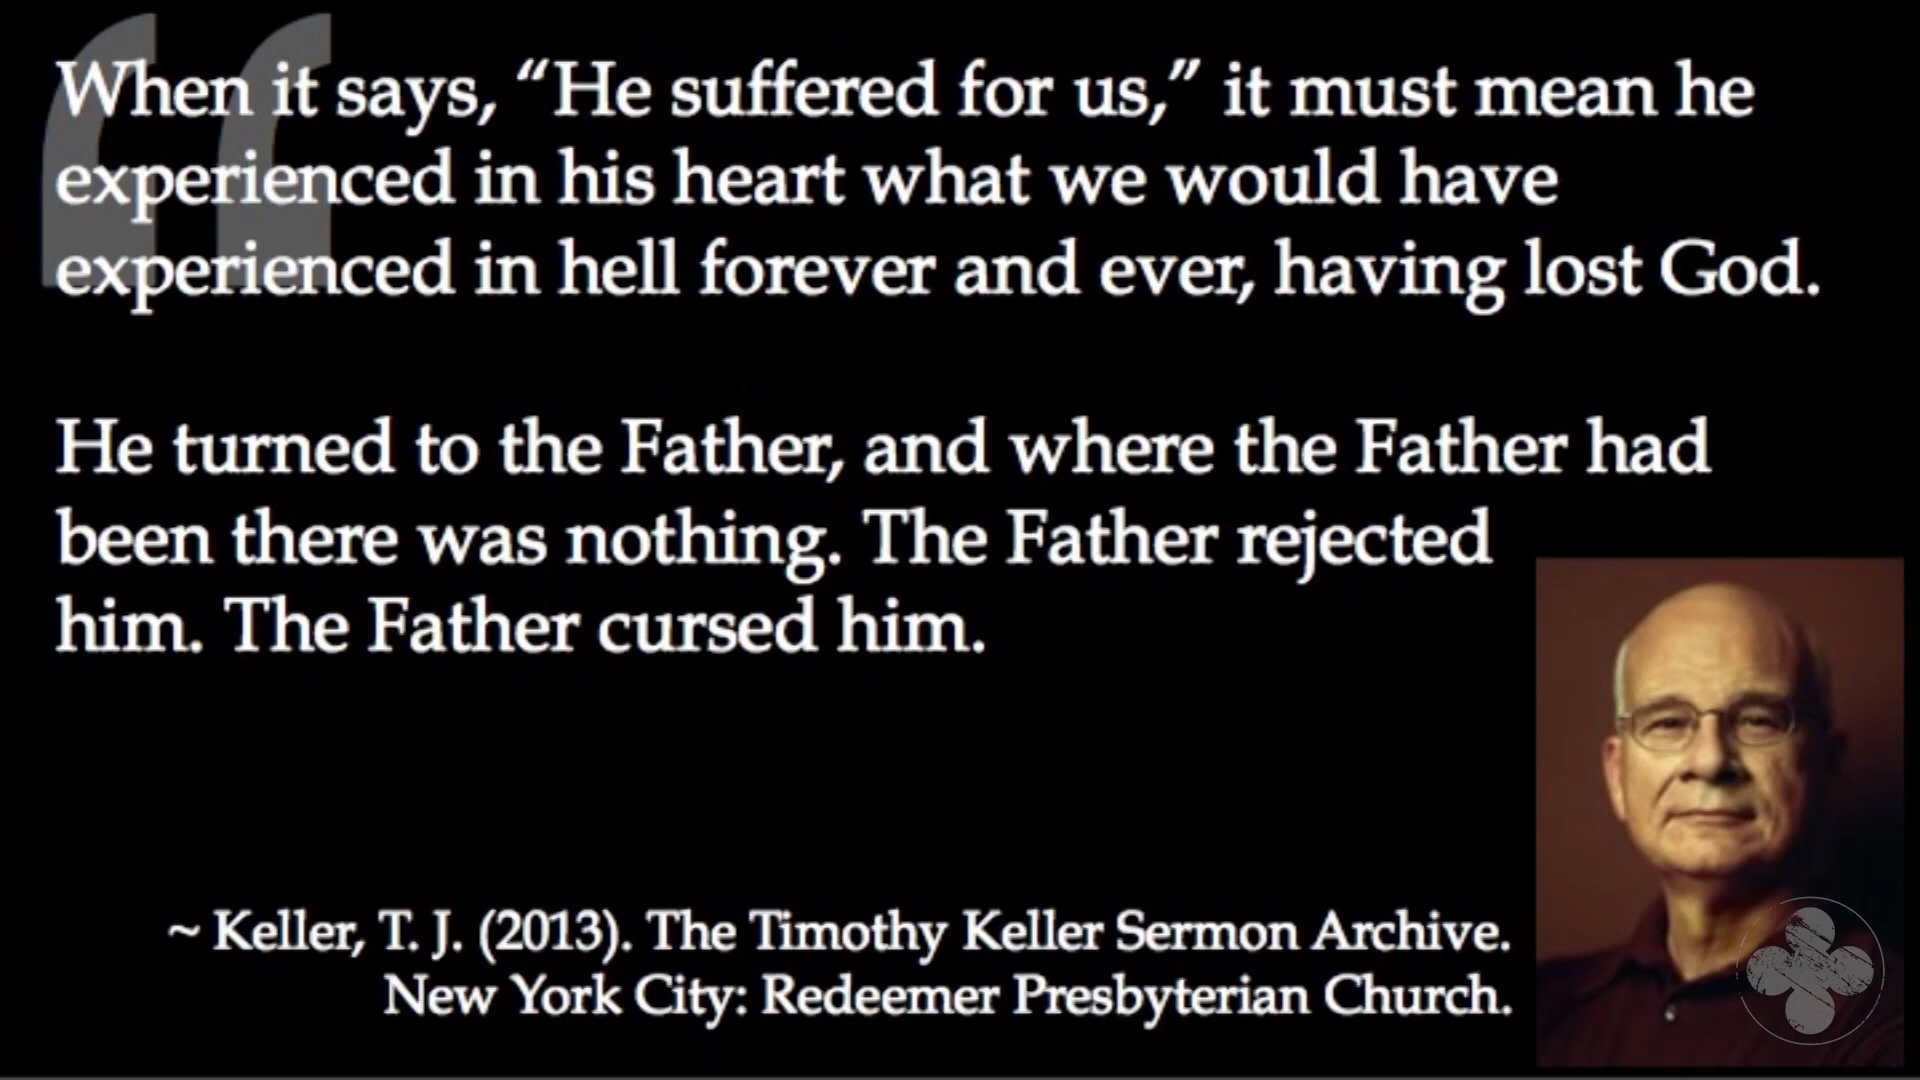 When it says, “He suffered for us,” it must mean he
experienced in his heart what we would have
experienced in hell forever and ever, having lost God.
He turned to the Father, and where the Father had
been there was nothing. The Father rejected
him. The Father cursed him.
~ Keller, T. J. (2013). The Timothy Keller Sermon Archive.
New York City: Redeemer Presbyterian Church.